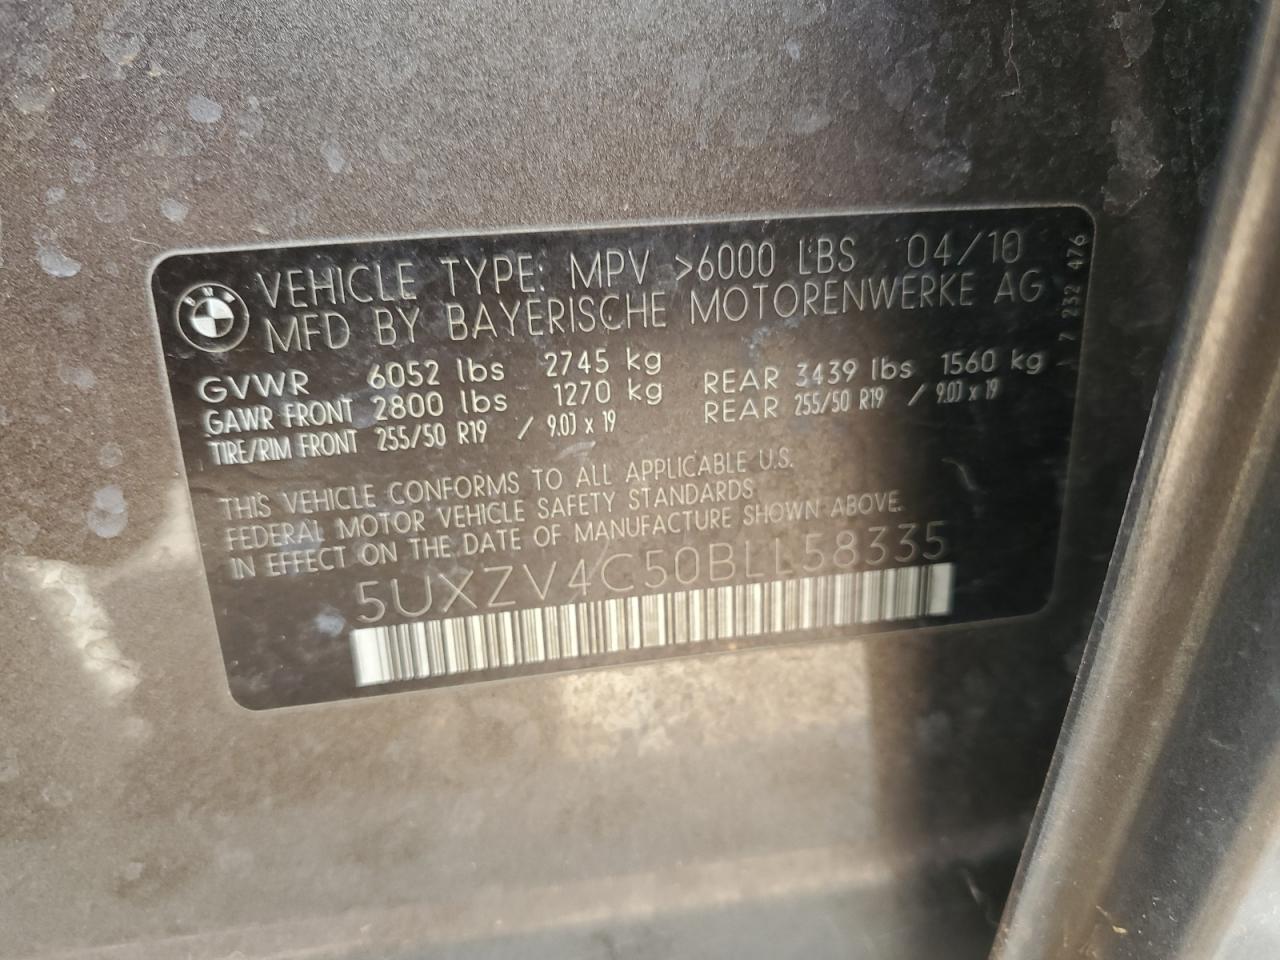 VEHICLE TYPE: MPV >6000 LBS 04/10
MFD BY BAYERISCHE MOTORENWERKE AG
7 232 476
GVWR 6052 lbs 2745 kg
GAWR FRONT 2800 lbs 1270 kg REAR 3439 lbs 1560 kg
TIRE/RIM FRONT 255/50 R19 / 9.0J x 19 REAR 255/50 R19 / 9.0J x 19
THIS VEHICLE CONFORMS TO ALL APPLICABLE U.S.
FEDERAL MOTOR VEHICLE SAFETY STANDARDS
IN EFFECT ON THE DATE OF MANUFACTURE SHOWN ABOVE.
5UXZV4C50BLL58335